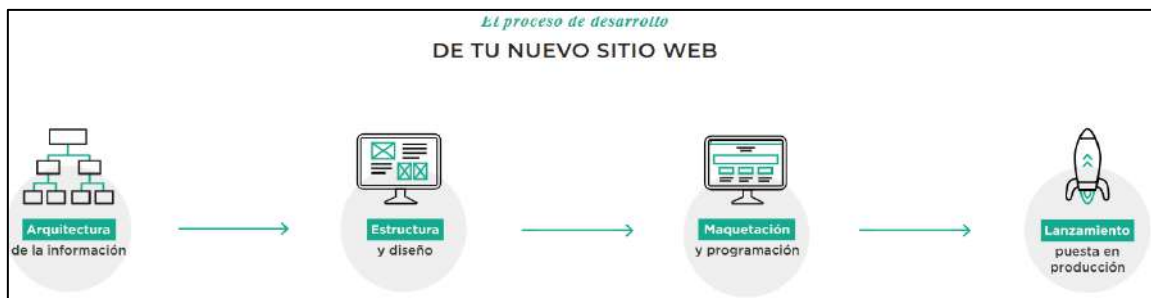 El proceso de desarrollo
DE TU NUEVO SITIO WEB
Arquitectura
de la información
Estructura
y diseño
Maquetación
y programación
Lanzamiento
puesta en
producción